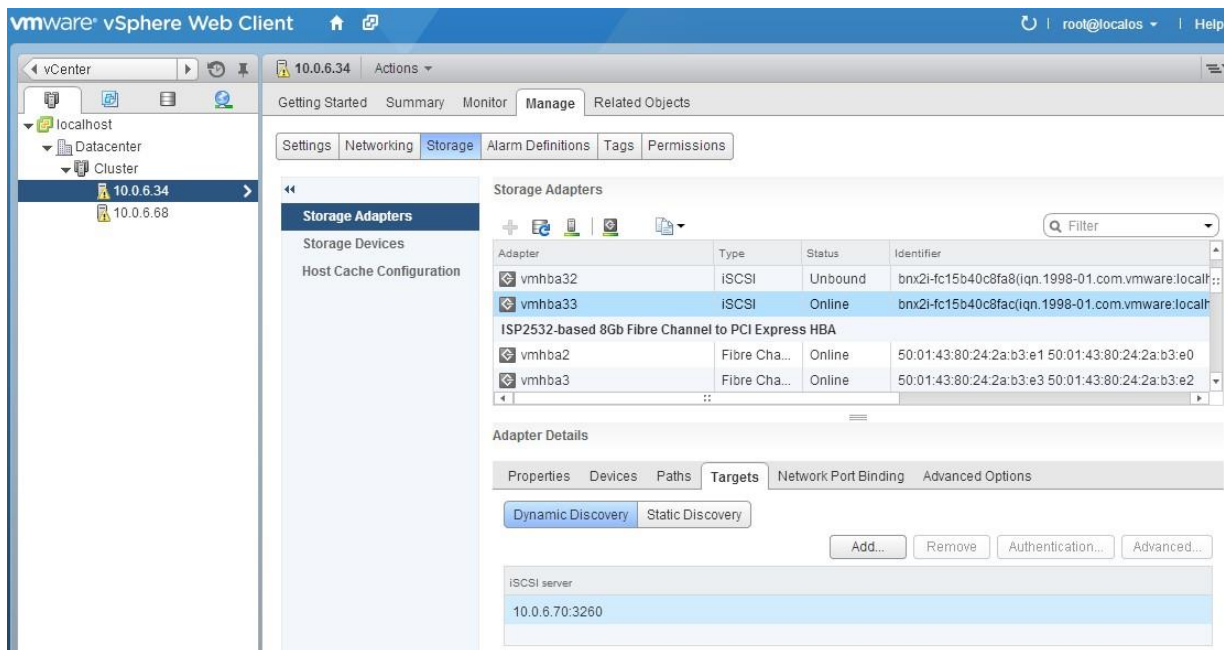 vmware® vSphere Web Client
root@localos
Help
vCenter
localhost
Datacenter
Cluster
10.0.6.34
10.0.6.68
10.0.6.34 Actions
Getting Started Summary Monitor Manage Related Objects
Settings Networking Storage Alarm Definitions Tags Permissions
Storage Adapters
Storage Devices
Host Cache Configuration
Storage Adapters
Filter
Adapter Type Status Identifier
vmhba32 iSCSI Unbound bnx2i-fc15b40c8fa8(iqn.1998-01.com.vmware:localh
vmhba33 iSCSI Online bnx2i-fc15b40c8fac(iqn.1998-01.com.vmware:localh
ISP2532-based 8Gb Fibre Channel to PCI Express HBA
vmhba2 Fibre Cha... Online 50:01:43:80:24:2a:b3:e1 50:01:43:80:24:2a:b3:e0
vmhba3 Fibre Cha... Online 50:01:43:80:24:2a:b3:e3 50:01:43:80:24:2a:b3:e2
Adapter Details
Properties Devices Paths Targets Network Port Binding Advanced Options
Dynamic Discovery Static Discovery
Add... Remove Authentication... Advanced...
iSCSI server
10.0.6.70:3260